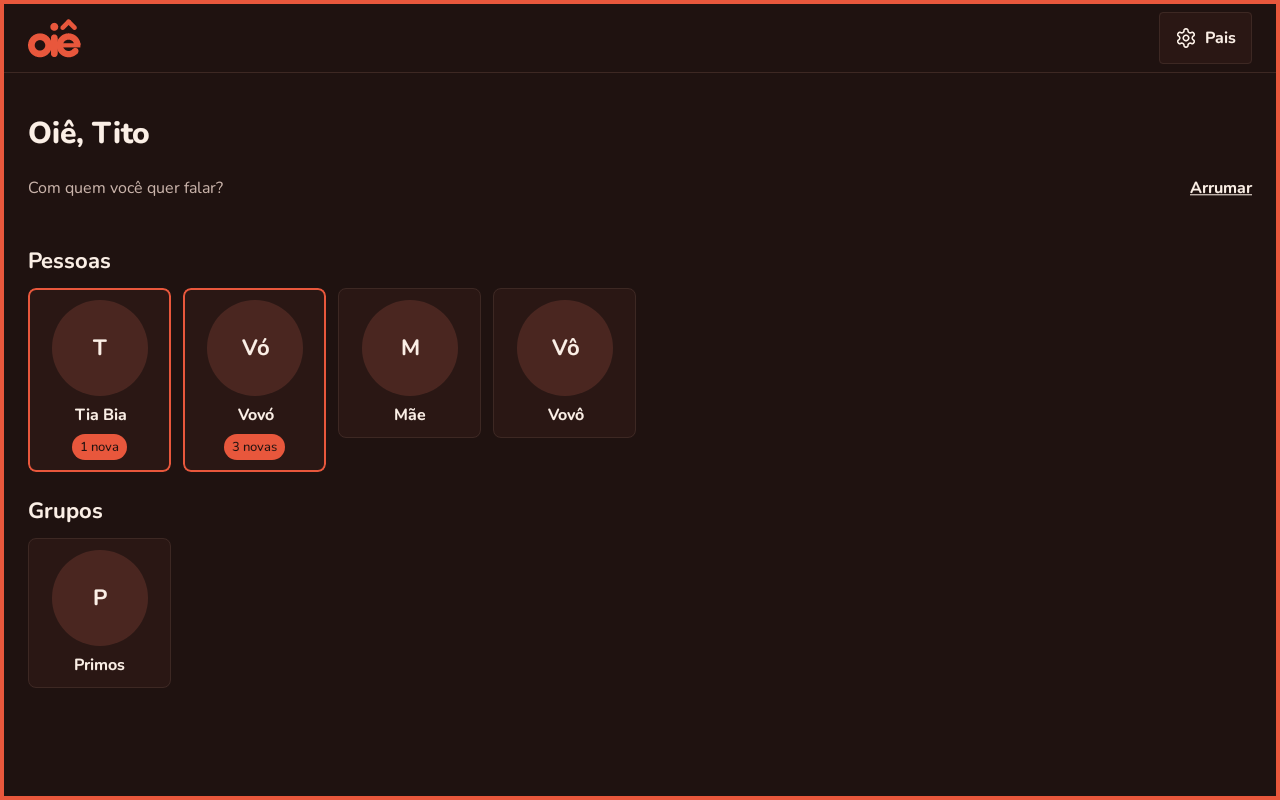 oiê
Pais
Oiê, Tito
Com quem você quer falar?
Arrumar
Pessoas
T
Tia Bia
1 nova
Vó
Vovó
3 novas
M
Mãe
Vô
Vovô
Grupos
P
Primos